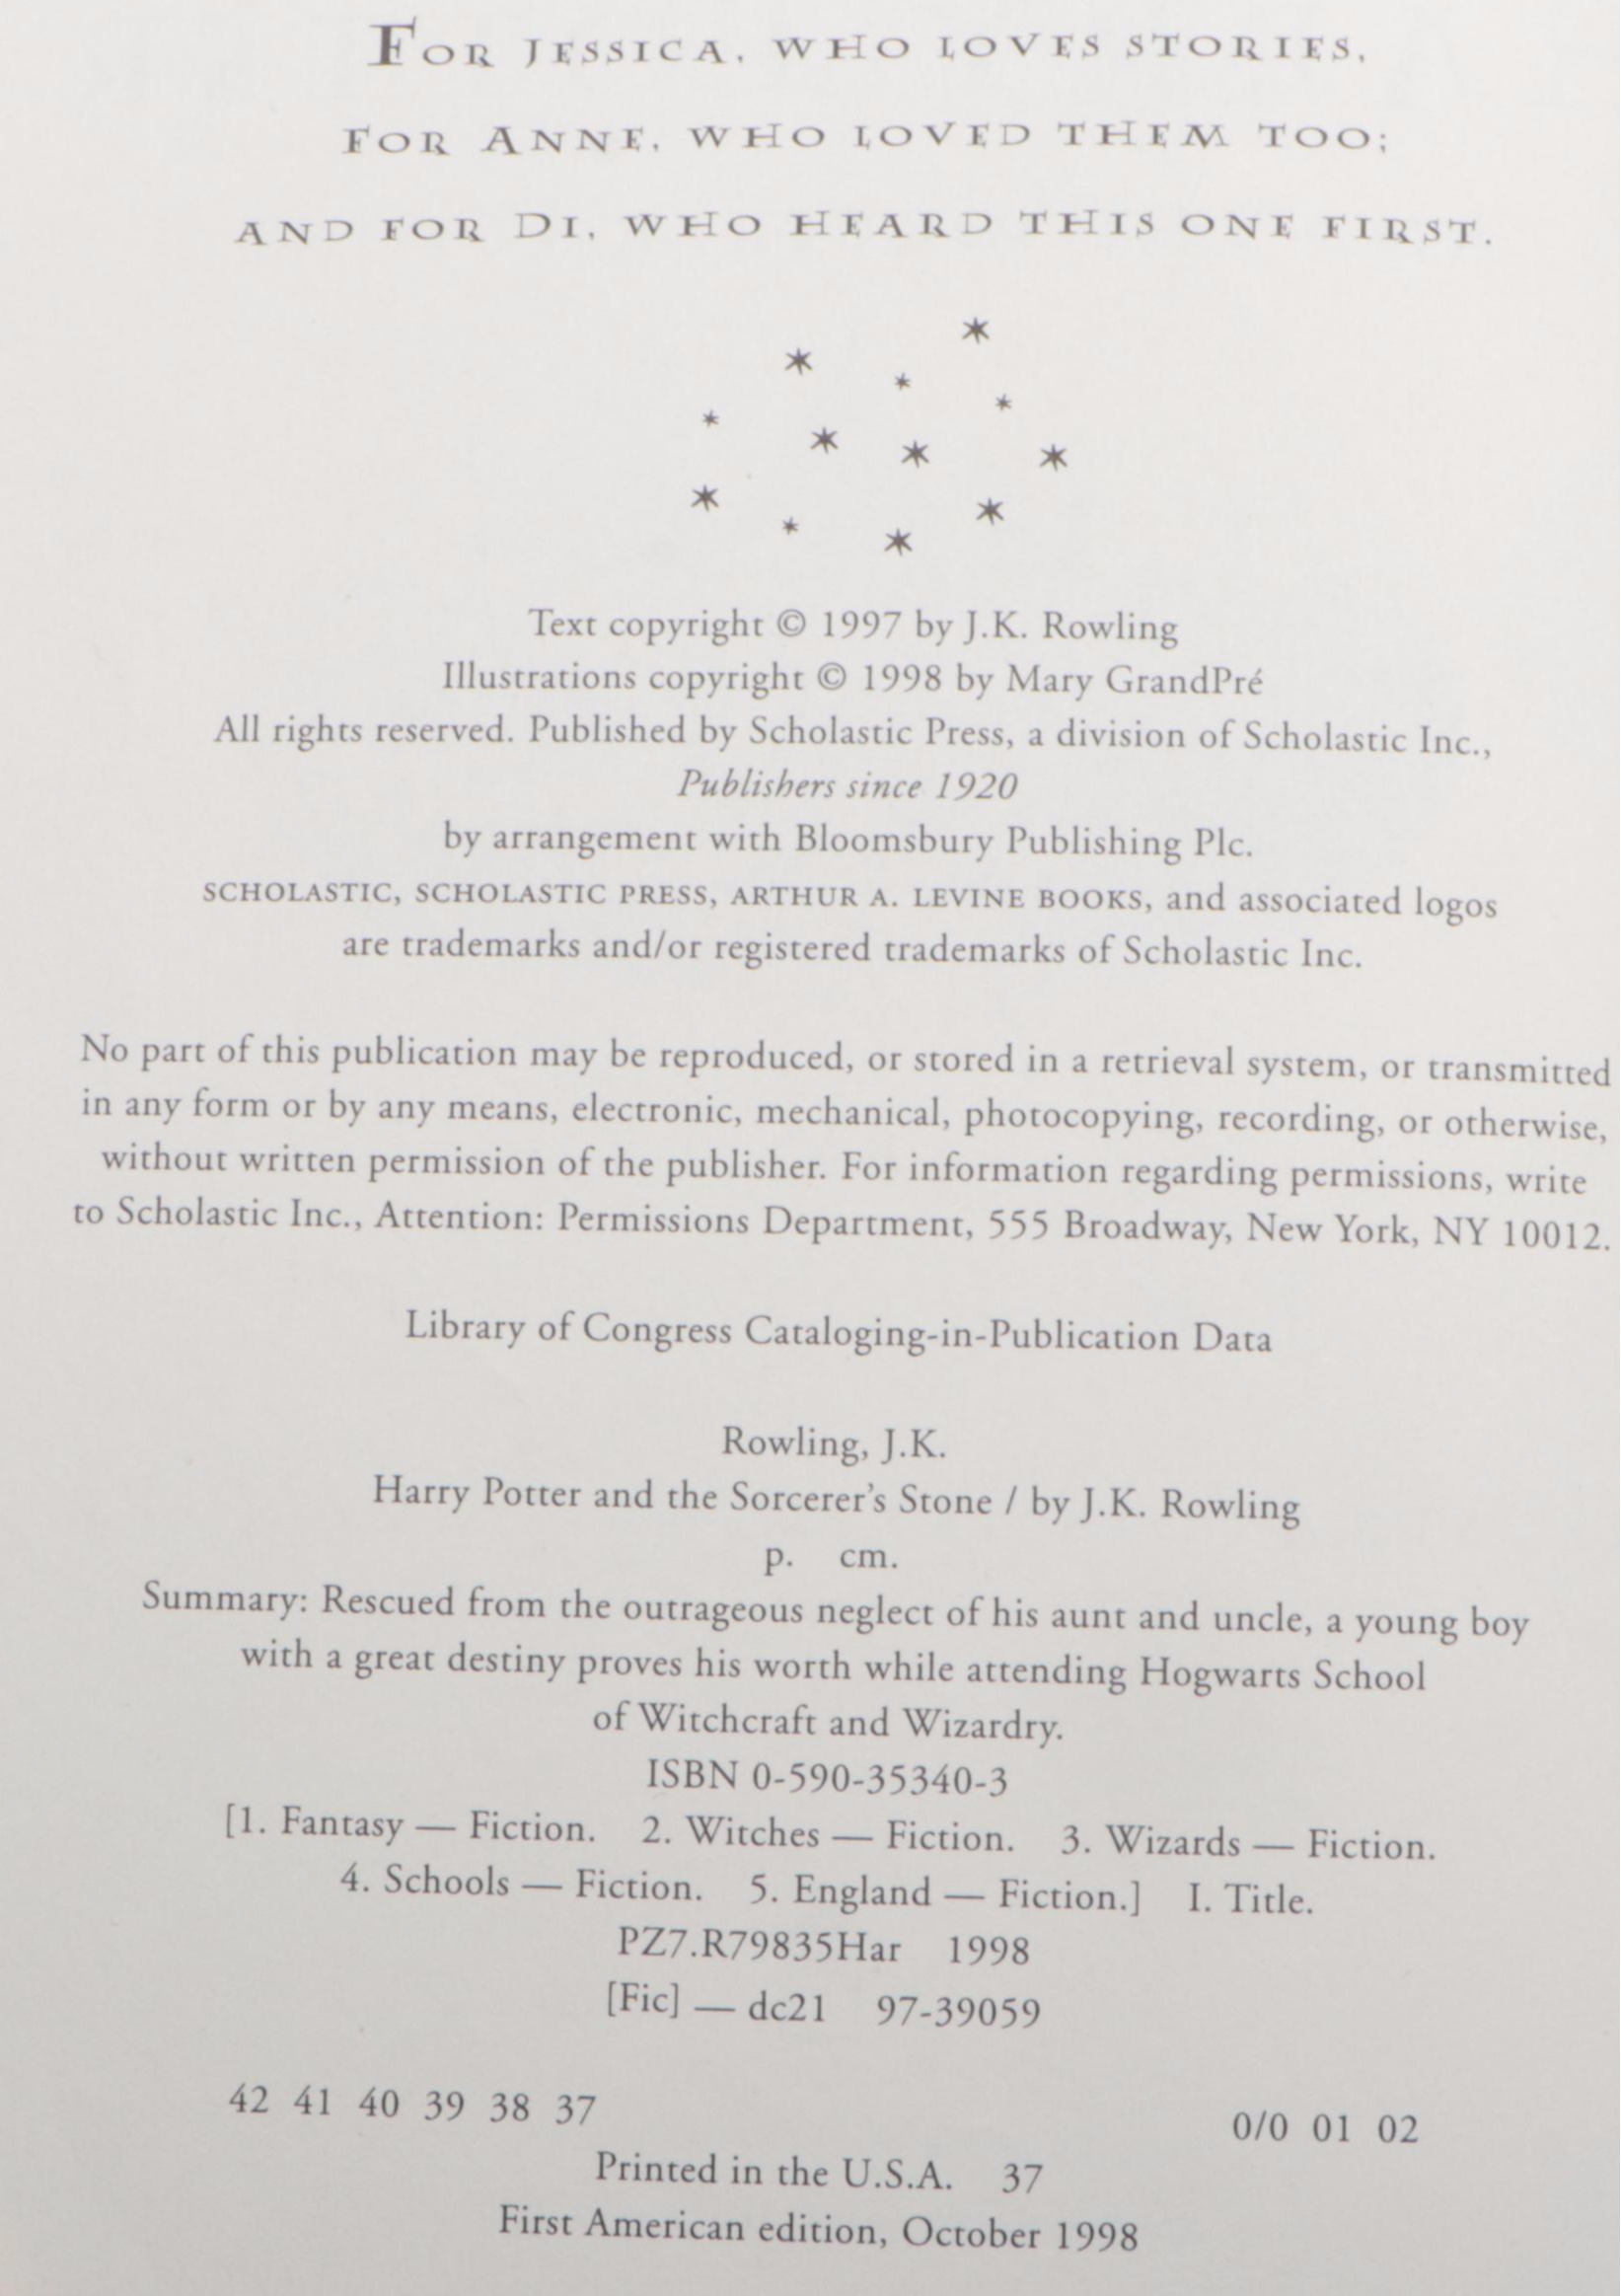 FOR JESSICA, WHO LOVES STORIES,
FOR ANNE, WHO LOVED THEM TOO;
AND FOR DI, WHO HEARD THIS ONE FIRST.
Text copyright © 1997 by J.K. Rowling
Illustrations copyright © 1998 by Mary GrandPré
All rights reserved. Published by Scholastic Press, a division of Scholastic Inc.,
Publishers since 1920
by arrangement with Bloomsbury Publishing Plc.
SCHOLASTIC, SCHOLASTIC PRESS, ARTHUR A. LEVINE BOOKS, and associated logos
are trademarks and/or registered trademarks of Scholastic Inc.
No part of this publication may be reproduced, or stored in a retrieval system, or transmitted
in any form or by any means, electronic, mechanical, photocopying, recording, or otherwise,
without written permission of the publisher. For information regarding permissions, write
to Scholastic Inc., Attention: Permissions Department, 555 Broadway, New York, NY 10012.
Library of Congress Cataloging-in-Publication Data
Rowling, J.K.
Harry Potter and the Sorcerer's Stone / by J.K. Rowling
p. cm.
Summary: Rescued from the outrageous neglect of his aunt and uncle, a young boy
with a great destiny proves his worth while attending Hogwarts School
of Witchcraft and Wizardry.
ISBN 0-590-35340-3
[1. Fantasy — Fiction. 2. Witches — Fiction. 3. Wizards — Fiction.
4. Schools — Fiction. 5. England — Fiction.] I. Title.
PZ7.R79835Har 1998
[Fic] — dc21 97-39059
42 41 40 39 38 37 0/0 01 02
Printed in the U.S.A. 37
First American edition, October 1998